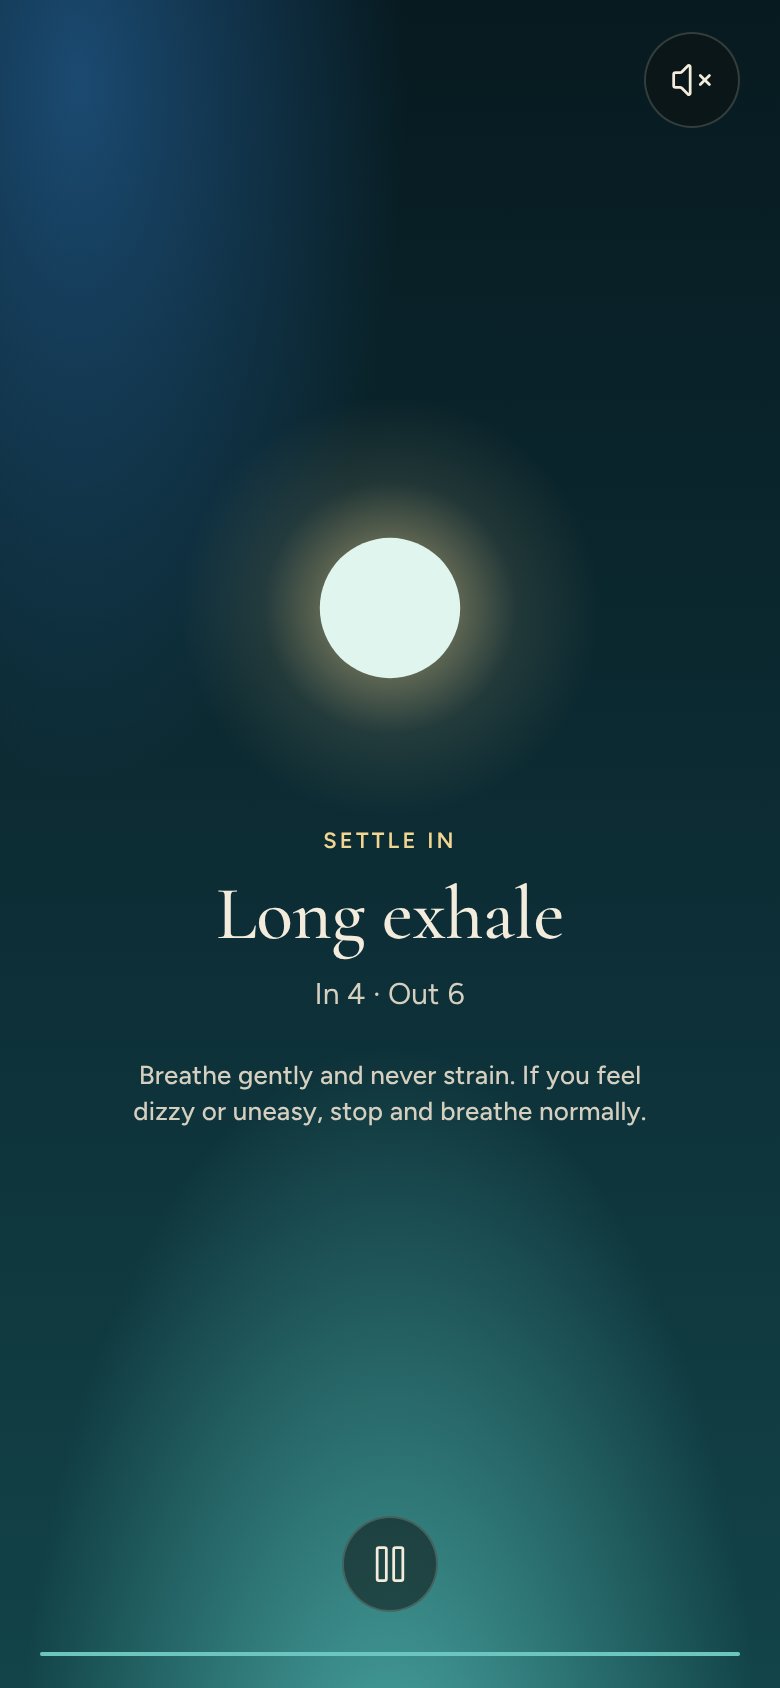 SETTLE IN
Long exhale
In 4 · Out 6
Breathe gently and never strain. If you feel
dizzy or uneasy, stop and breathe normally.